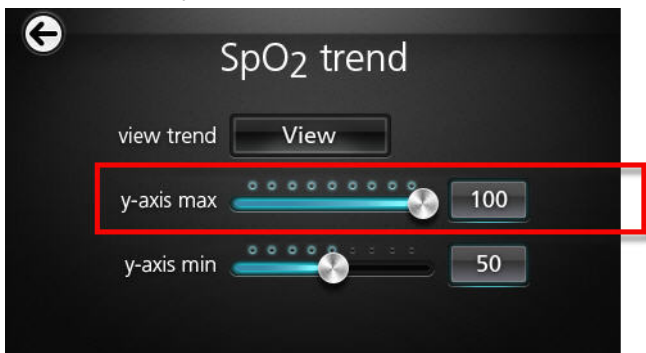 SpO2 trend
view trend View
y-axis max 100
y-axis min 50